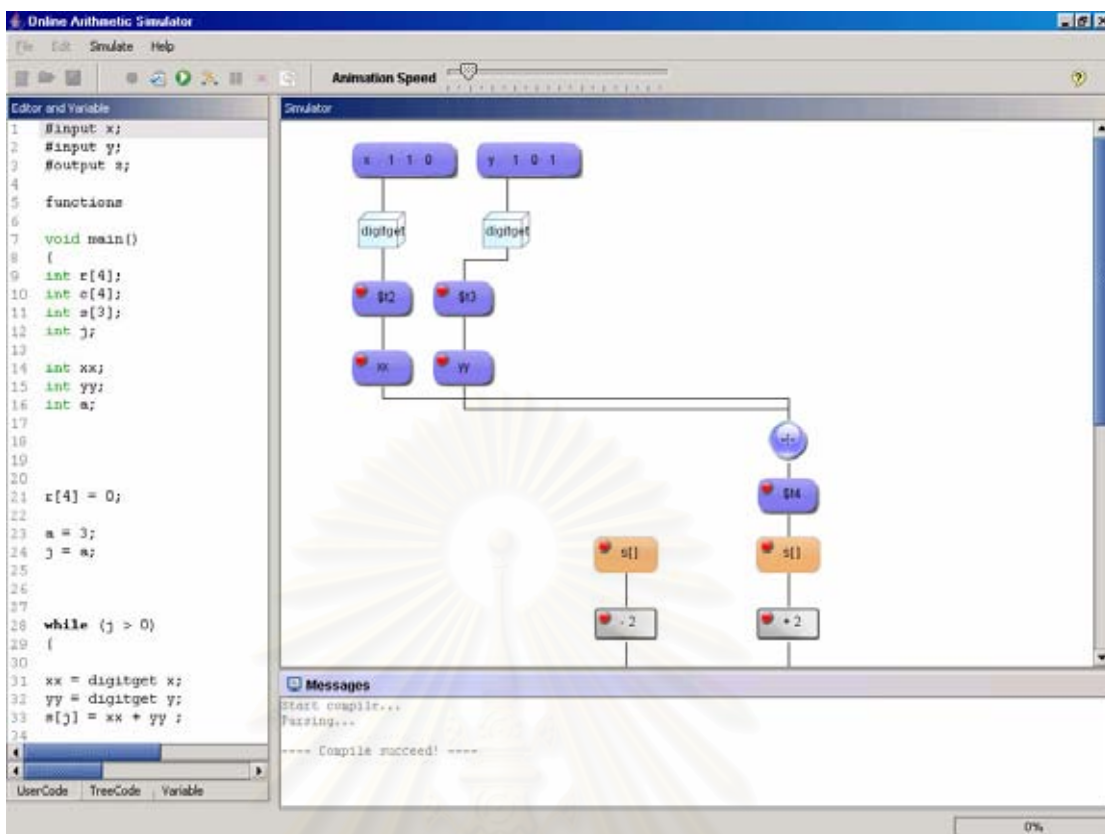 Online Arithmetic Simulator
File Edit Simulate Help
Animation Speed
Editor and Variable
1 #input x;
2 #input y;
3 #output z;
4
5 functions
6
7 void main()
8 {
9 int r[4];
10 int c[4];
11 int s[3];
12 int j;
13
14 int xx;
15 int yy;
16 int a;
17
18
19
20
21 r[4] = 0;
22
23 a = 3;
24 j = a;
25
26
27
28 while (j > 0)
29 {
30
31 xx = digitget x;
32 yy = digitget y;
33 s[j] = xx + yy ;
34
UserCode TreeCode Variable
Simulator
x 1 1 0 y 1 0 1
digitget digitget
$t2 $t3
xx yy
+
$t4
s[] s[]
- 2 + 2
Messages
Start compile...
Parsing...
---- Compile succeed! ----
0%